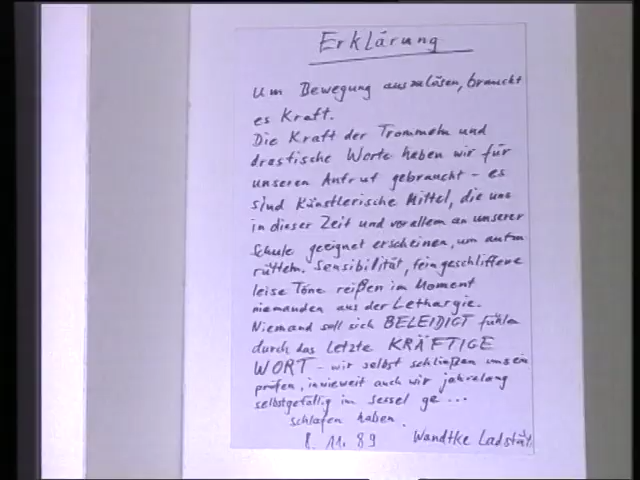 Erklärung
Um Bewegung auszulösen, braucht
es Kraft.
Die Kraft der Trommeln und
drastische Worte haben wir für
unseren Aufruf gebraucht - es
sind Künstlerische Mittel, die uns
in dieser Zeit und vor allem an unserer
Schule geeignet erscheinen, um aufzu
rütteln. Sensibilität, feingeschliffene
leise Töne reißen im Moment
niemanden aus der Lethargie.
Niemand soll sich BELEIDIGT fühlen
durch das letzte KRÄFTIGE
WORT - wir selbst schließen uns ein
prüfen, inwieweit auch wir jahrelang
selbstgefällig im Sessel ge...
schlafen haben.
8. 11. 89 Wandtke